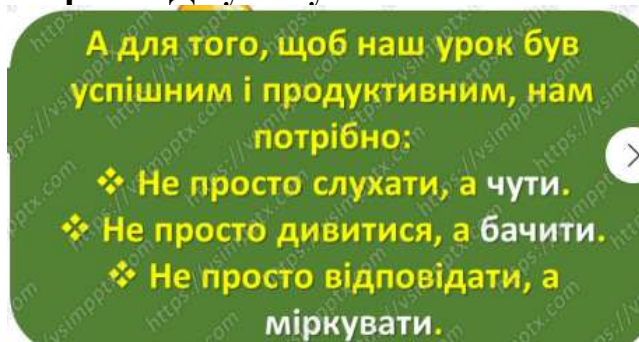 А для того, щоб наш урок був
успішним і продуктивним, нам
потрібно:
❖ Не просто слухати, а чути.
❖ Не просто дивитися, а бачити.
❖ Не просто відповідати, а
міркувати.